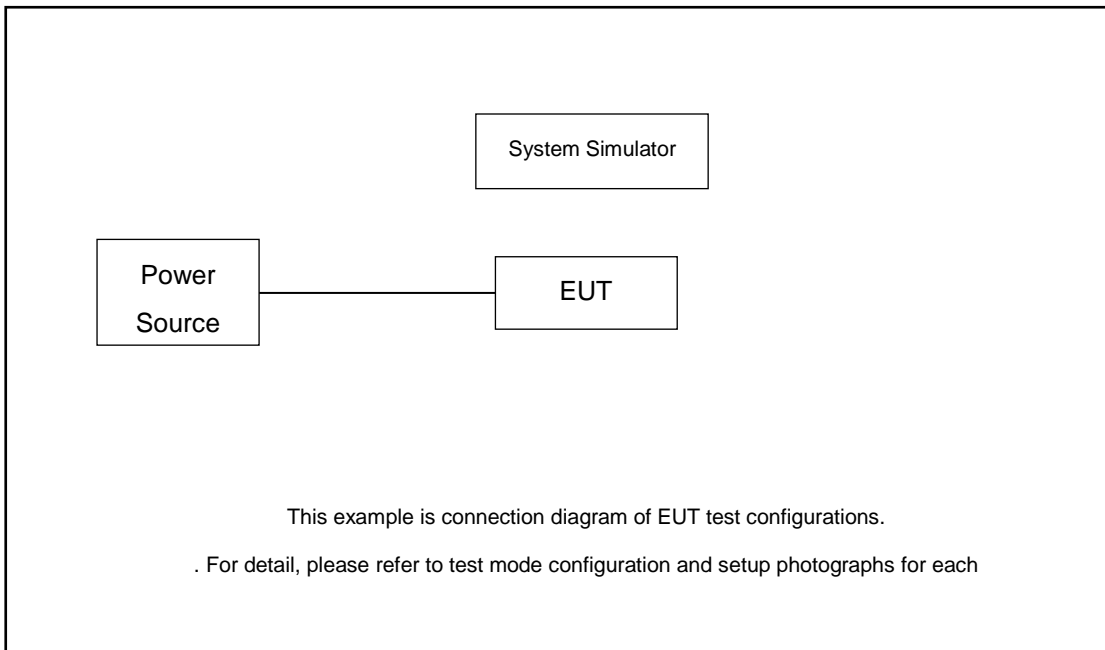 System Simulator
Power
Source
EUT
This example is connection diagram of EUT test configurations.
. For detail, please refer to test mode configuration and setup photographs for each